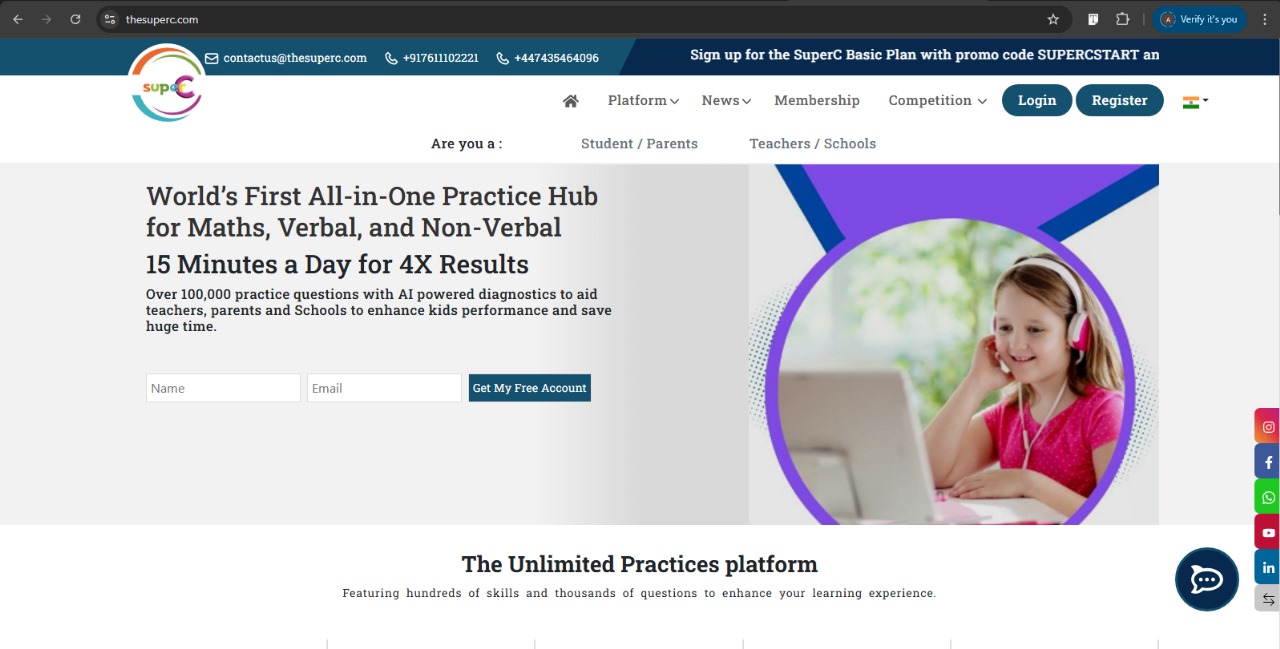 thesuperc.com
Verify it's you
contactus@thesuperc.com +917611102221 +447435464096
Sign up for the SuperC Basic Plan with promo code SUPERCSTART an
superC
Platform News Membership Competition Login Register
Are you a : Student / Parents Teachers / Schools
World's First All-in-One Practice Hub
for Maths, Verbal, and Non-Verbal
15 Minutes a Day for 4X Results
Over 100,000 practice questions with AI powered diagnostics to aid
teachers, parents and Schools to enhance kids performance and save
huge time.
Name Email Get My Free Account
The Unlimited Practices platform
Featuring hundreds of skills and thousands of questions to enhance your learning experience.